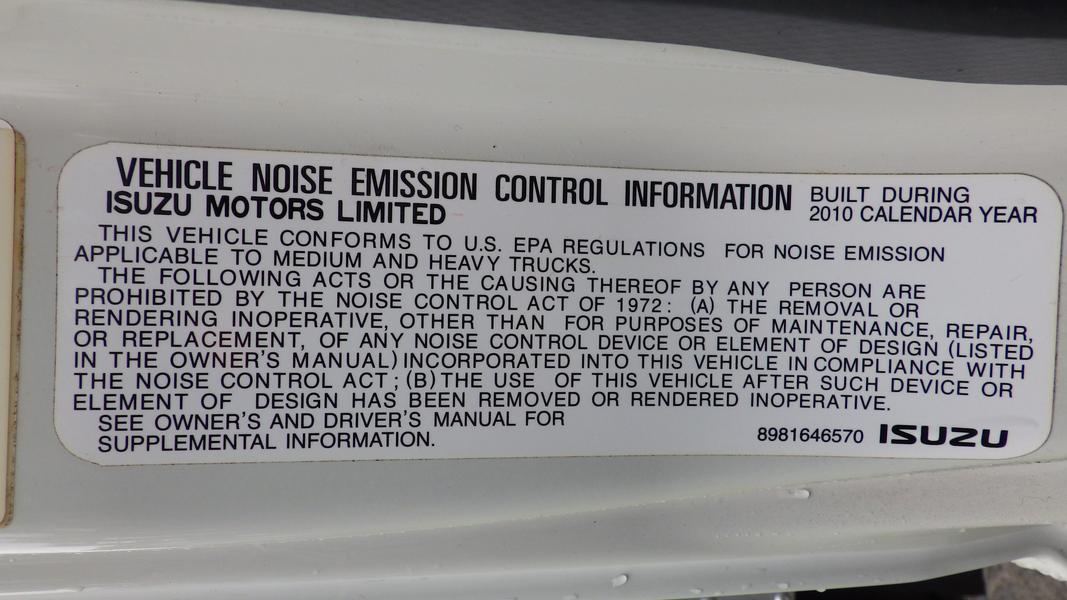 VEHICLE NOISE EMISSION CONTROL INFORMATION
BUILT DURING
2010 CALENDAR YEAR
ISUZU MOTORS LIMITED
THIS VEHICLE CONFORMS TO U.S. EPA REGULATIONS FOR NOISE EMISSION
APPLICABLE TO MEDIUM AND HEAVY TRUCKS.
THE FOLLOWING ACTS OR THE CAUSING THEREOF BY ANY PERSON ARE
PROHIBITED BY THE NOISE CONTROL ACT OF 1972: (A) THE REMOVAL OR
RENDERING INOPERATIVE, OTHER THAN FOR PURPOSES OF MAINTENANCE, REPAIR,
OR REPLACEMENT, OF ANY NOISE CONTROL DEVICE OR ELEMENT OF DESIGN (LISTED
IN THE OWNER'S MANUAL) INCORPORATED INTO THIS VEHICLE IN COMPLIANCE WITH
THE NOISE CONTROL ACT; (B) THE USE OF THIS VEHICLE AFTER SUCH DEVICE OR
ELEMENT OF DESIGN HAS BEEN REMOVED OR RENDERED INOPERATIVE.
SEE OWNER'S AND DRIVER'S MANUAL FOR
SUPPLEMENTAL INFORMATION.
8981646570 ISUZU